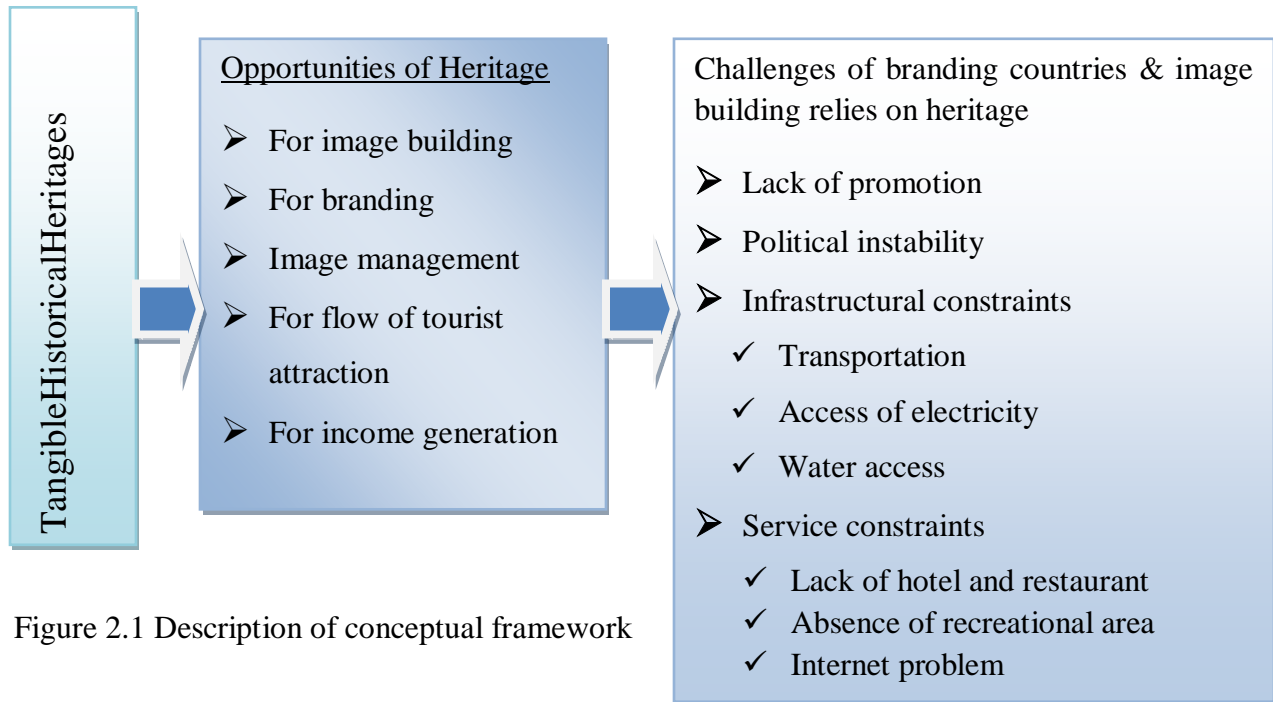 TangibleHistoricalHeritages
Opportunities of Heritage
➢ For image building
➢ For branding
➢ Image management
➢ For flow of tourist
attraction
➢ For income generation
Challenges of branding countries & image
building relies on heritage
➢ Lack of promotion
➢ Political instability
➢ Infrastructural constraints
✓ Transportation
✓ Access of electricity
✓ Water access
➢ Service constraints
✓ Lack of hotel and restaurant
✓ Absence of recreational area
✓ Internet problem
Figure 2.1 Description of conceptual framework